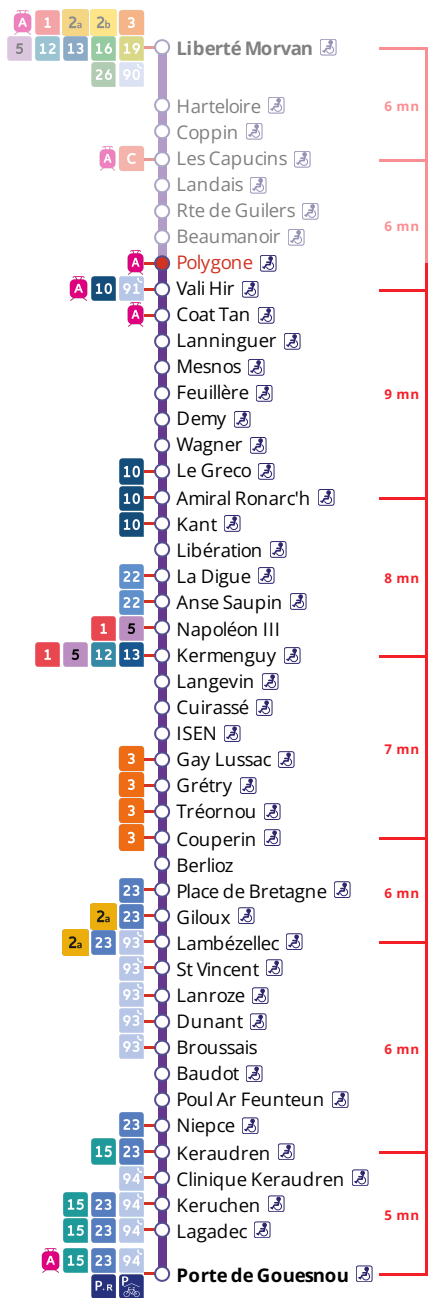 A 1 2a 2b 3
5 12 13 16 19 Liberté Morvan
26 90
Harteloire 6 mn
Coppin
A C Les Capucins
Landais
Rte de Guilers 6 mn
Beaumanoir
A Polygone
A 10 91 Vali Hir
A Coat Tan
Lanninguer
Mesnos
Feuillère 9 mn
Demy
Wagner
10 Le Greco
10 Amiral Ronarc'h
10 Kant
Libération
22 La Digue 8 mn
22 Anse Saupin
1 5 Napoléon III
1 5 12 13 Kermenguy
Langevin
Cuirassé
ISEN
3 Gay Lussac 7 mn
3 Grétry
3 Tréornou
3 Couperin
Berlioz
23 Place de Bretagne 6 mn
2a 23 Giloux
2a 23 93 Lambézellec
93 St Vincent
93 Lanroze
93 Dunant
93 Broussais 6 mn
Baudot
Poul Ar Feunteun
23 Niepce
15 23 Keraudren
94 Clinique Keraudren
15 23 94 Keruchen 5 mn
15 23 94 Lagadec
A 15 23 94 Porte de Gouesnou
P+R P